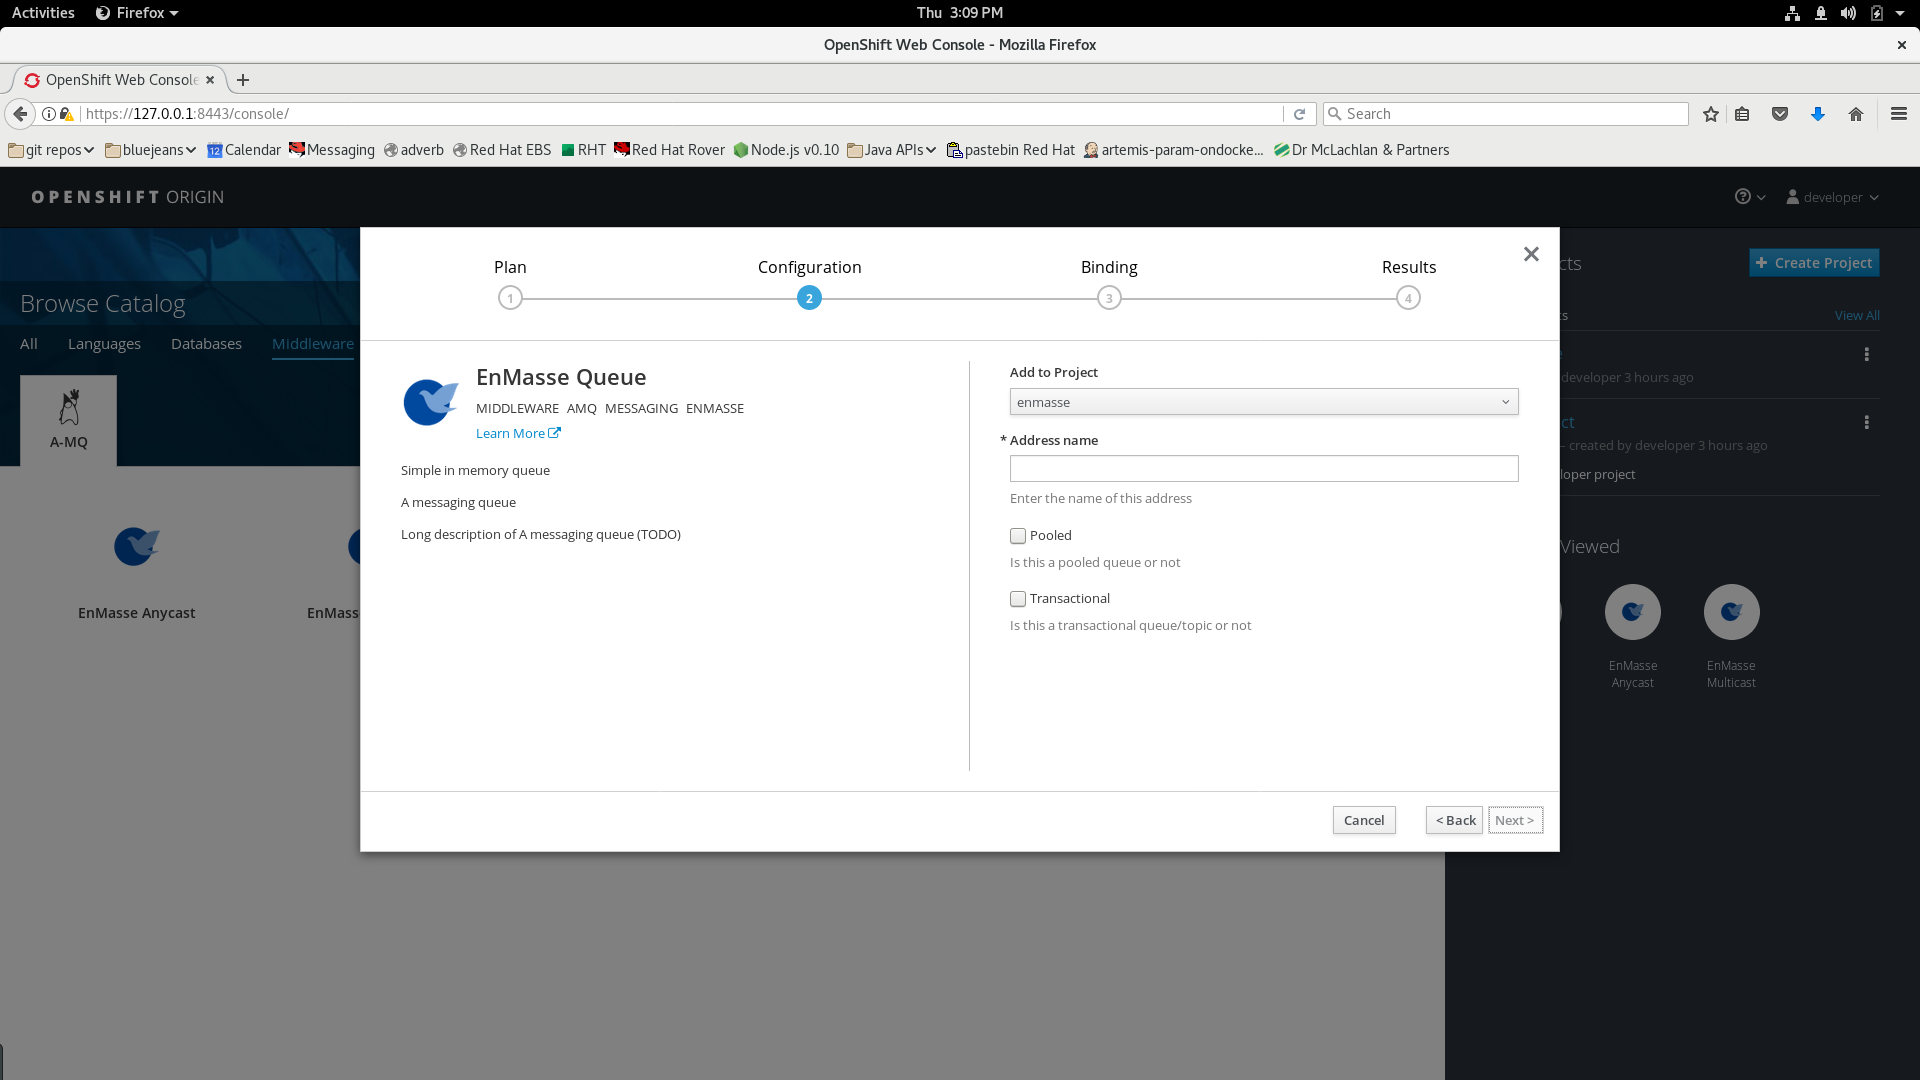 Activities Firefox Thu 3:09 PM
OpenShift Web Console - Mozilla Firefox
OpenShift Web Console
https://127.0.0.1:8443/console/ Search
git repos bluejeans 12 Calendar Messaging adverb Red Hat EBS RHT Red Hat Rover Node.js v0.10 Java APIs pastebin Red Hat artemis-param-ondocke... Dr McLachlan & Partners
OPENSHIFT ORIGIN developer
Plan Configuration Binding Results
1 2 3 4
cts + Create Project
Browse Catalog
View All
All Languages Databases Middleware
developer 3 hours ago
A-MQ
ct
– created by developer 3 hours ago
loper project
EnMasse Queue
MIDDLEWARE AMQ MESSAGING ENMASSE
Learn More
Simple in memory queue
A messaging queue
Long description of A messaging queue (TODO)
Add to Project
enmasse
* Address name
Enter the name of this address
Pooled
Is this a pooled queue or not
Transactional
Is this a transactional queue/topic or not
Viewed
EnMasse Anycast EnMass
EnMasse
Anycast
EnMasse
Multicast
Cancel < Back Next >